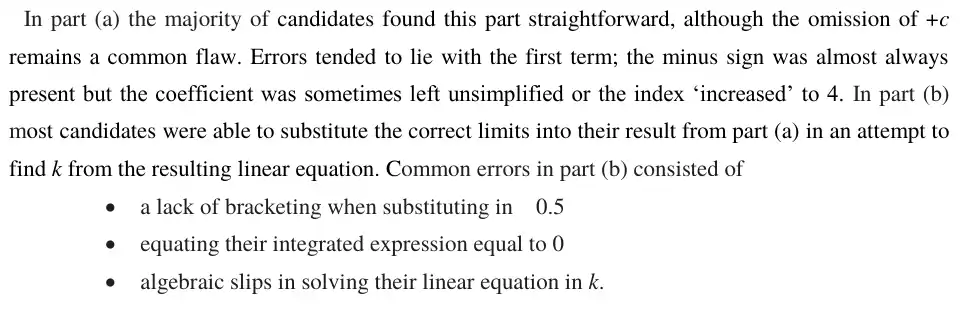 In part (a) the majority of candidates found this part straightforward, although the omission of +c
remains a common flaw. Errors tended to lie with the first term; the minus sign was almost always
present but the coefficient was sometimes left unsimplified or the index ‘increased’ to 4. In part (b)
most candidates were able to substitute the correct limits into their result from part (a) in an attempt to
find k from the resulting linear equation. Common errors in part (b) consisted of
• a lack of bracketing when substituting in 0.5
• equating their integrated expression equal to 0
• algebraic slips in solving their linear equation in k.